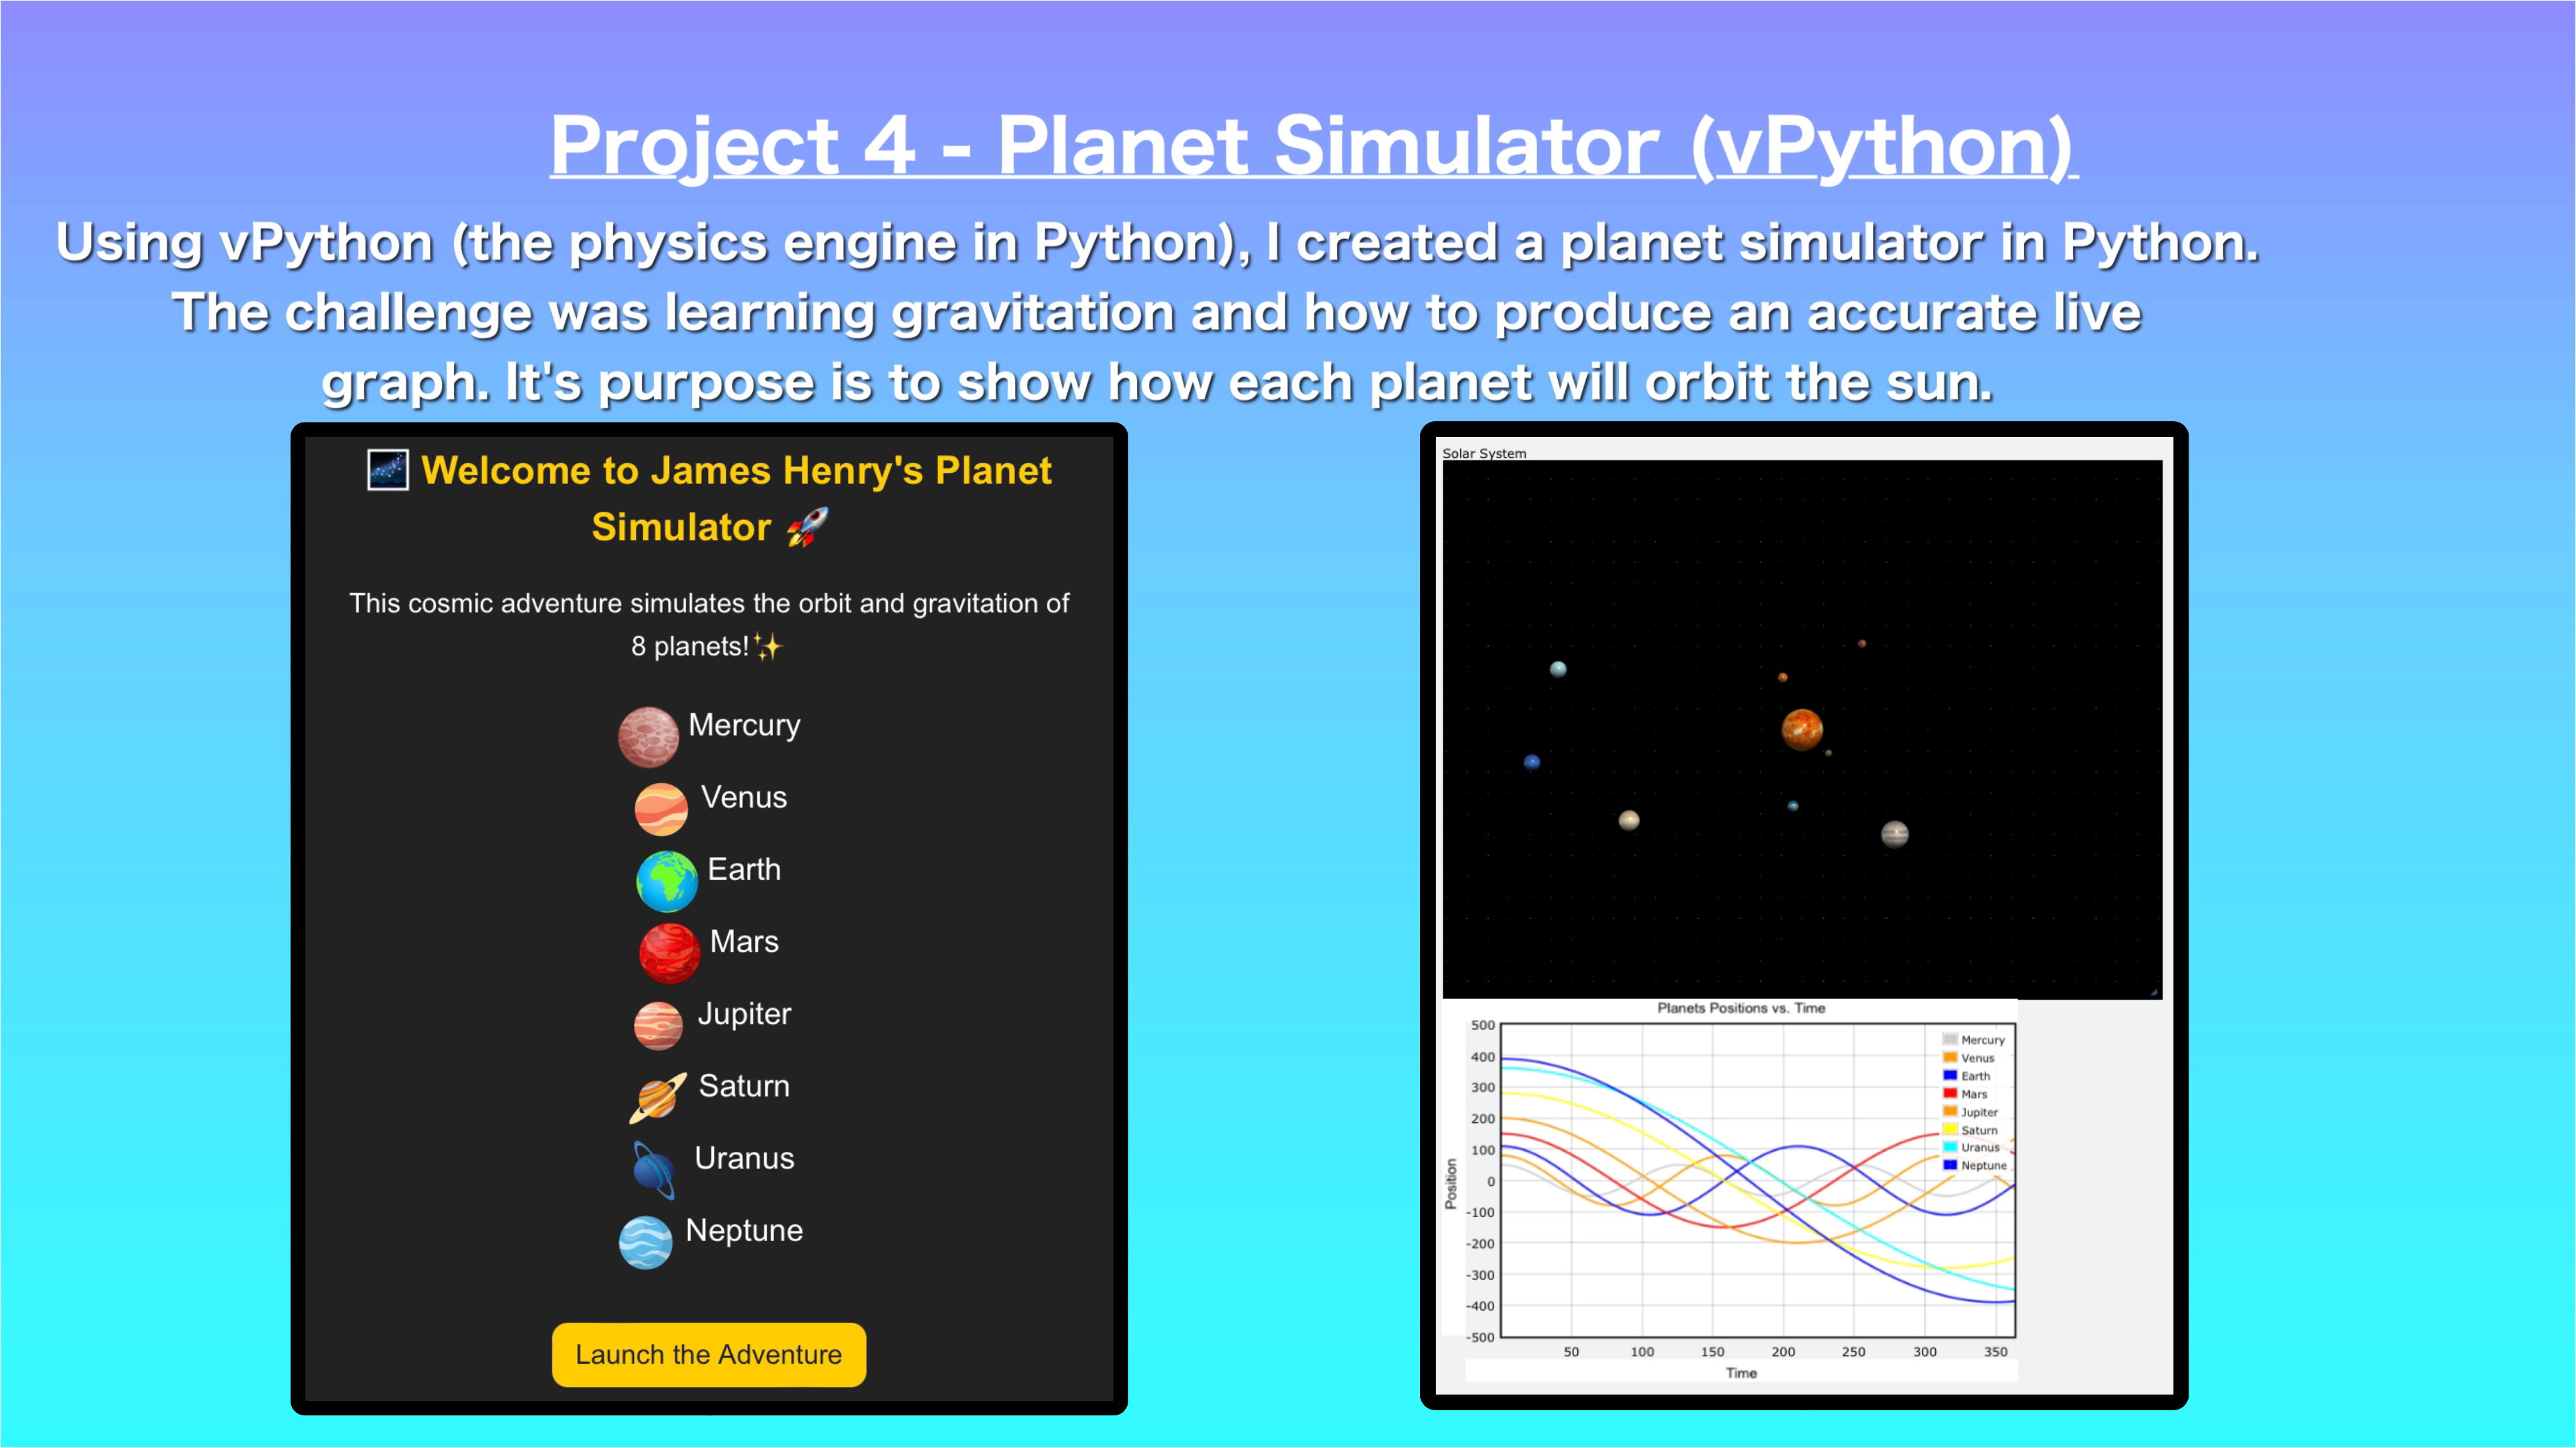 Project 4 - Planet Simulator (vPython)
Using vPython (the physics engine in Python), I created a planet simulator in Python.
The challenge was learning gravitation and how to produce an accurate live
graph. It's purpose is to show how each planet will orbit the sun.
Welcome to James Henry's Planet
Simulator 🚀
This cosmic adventure simulates the orbit and gravitation of
8 planets!✨
Mercury
Venus
Earth
Mars
Jupiter
Saturn
Uranus
Neptune
Launch the Adventure
Solar System
Planets Positions vs. Time
500
400
300
200
100
0
-100
-200
-300
-400
-500
Position
Mercury
Venus
Earth
Mars
Jupiter
Saturn
Uranus
Neptune
50 100 150 200 250 300 350
Time